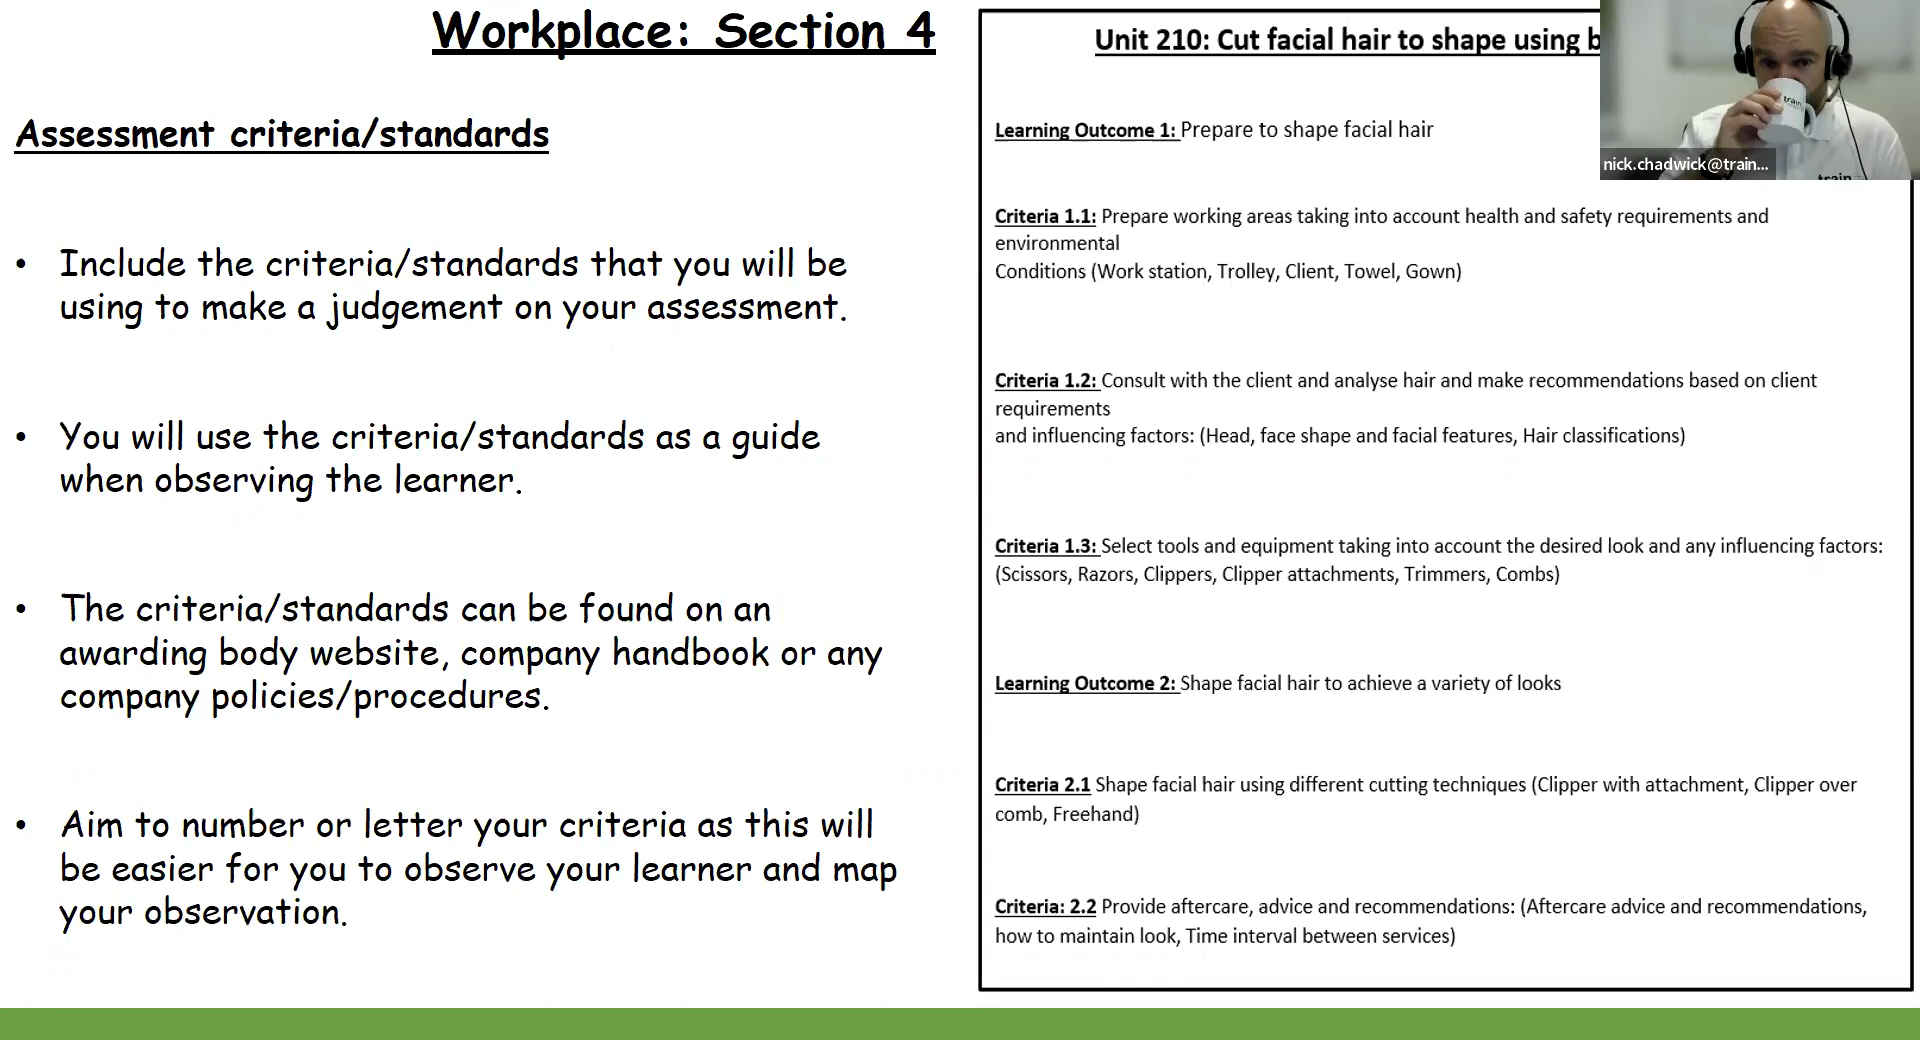 Workplace: Section 4
Assessment criteria/standards
• Include the criteria/standards that you will be
using to make a judgement on your assessment.
• You will use the criteria/standards as a guide
when observing the learner.
• The criteria/standards can be found on an
awarding body website, company handbook or any
company policies/procedures.
• Aim to number or letter your criteria as this will
be easier for you to observe your learner and map
your observation.
Unit 210: Cut facial hair to shape using
Learning Outcome 1: Prepare to shape facial hair
Criteria 1.1: Prepare working areas taking into account health and safety requirements and
environmental
Conditions (Work station, Trolley, Client, Towel, Gown)
Criteria 1.2: Consult with the client and analyse hair and make recommendations based on client
requirements
and influencing factors: (Head, face shape and facial features, Hair classifications)
Criteria 1.3: Select tools and equipment taking into account the desired look and any influencing factors:
(Scissors, Razors, Clippers, Clipper attachments, Trimmers, Combs)
Learning Outcome 2: Shape facial hair to achieve a variety of looks
Criteria 2.1 Shape facial hair using different cutting techniques (Clipper with attachment, Clipper over
comb, Freehand)
Criteria: 2.2 Provide aftercare, advice and recommendations: (Aftercare advice and recommendations,
how to maintain look, Time interval between services)
train
nick.chadwick@train...
train